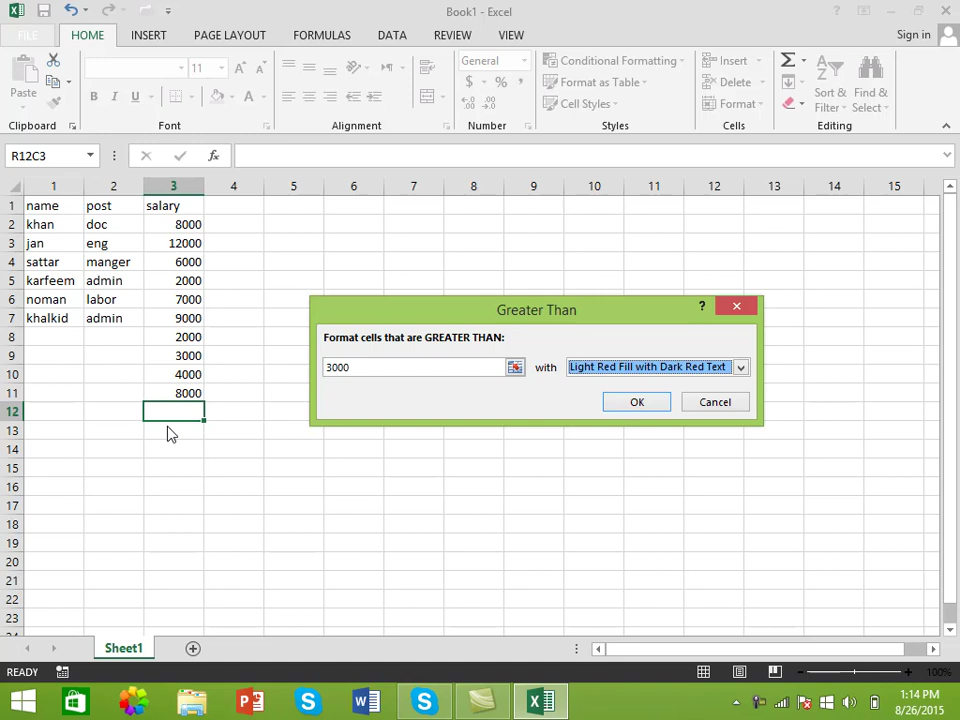 Book1 - Excel
Sign in
FILE HOME INSERT PAGE LAYOUT FORMULAS DATA REVIEW VIEW
Paste
11
B I U
General
$ % ,
Conditional Formatting
Format as Table
Cell Styles
Insert
Delete
Format
Sort & Filter
Find & Select
Clipboard Font Alignment Number Styles Cells Editing
R12C3
fx
1 2 3 4 5 6 7 8 9 10 11 12 13 14 15
1 name post salary
2 khan doc 8000
3 jan eng 12000
4 sattar manger 6000
5 karfeem admin 2000
6 noman labor 7000
7 khalkid admin 9000
8 2000
9 3000
10 4000
11 8000
12
13
14
15
16
17
18
19
20
21
22
23
24
Greater Than
?
Format cells that are GREATER THAN:
3000 with Light Red Fill with Dark Red Text
OK Cancel
Sheet1
READY
100%
1:14 PM
8/26/2015